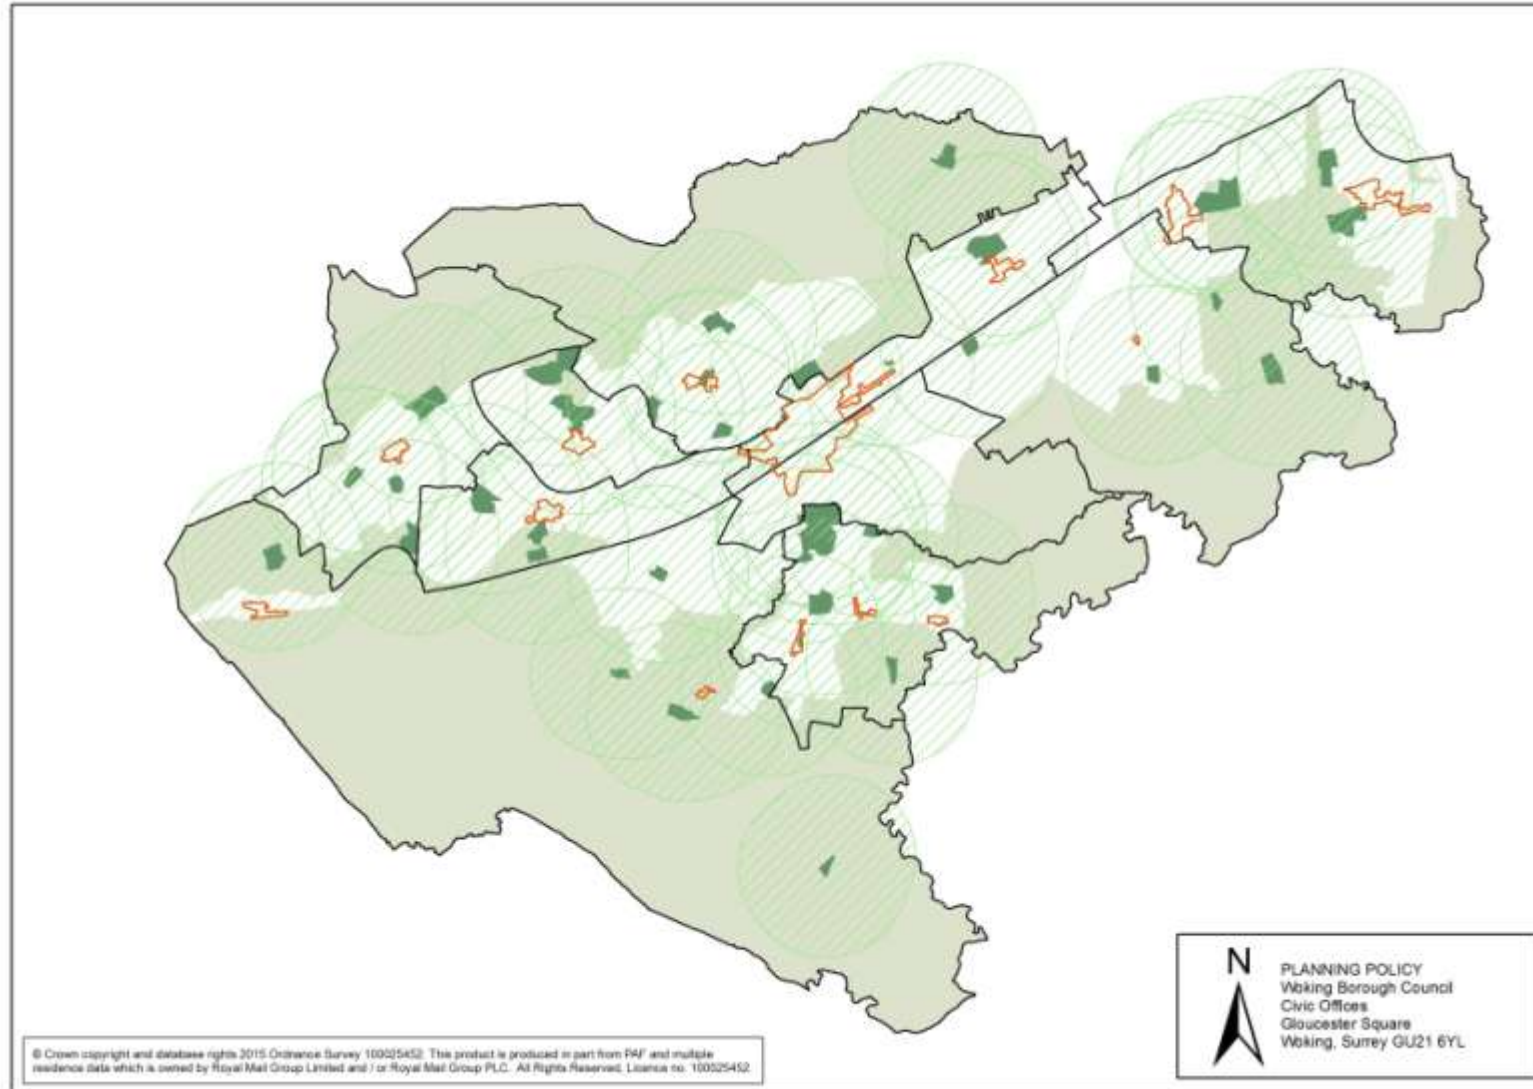 N
PLANNING POLICY
Woking Borough Council
Civic Offices
Gloucester Square
Woking, Surrey GU21 6YL
© Crown copyright and database rights 2015 Ordnance Survey 100025452. This product is produced in part from PAF and multiple
residence data which is owned by Royal Mail Group Limited and / or Royal Mail Group PLC. All Rights Reserved, Licence no. 100025452.